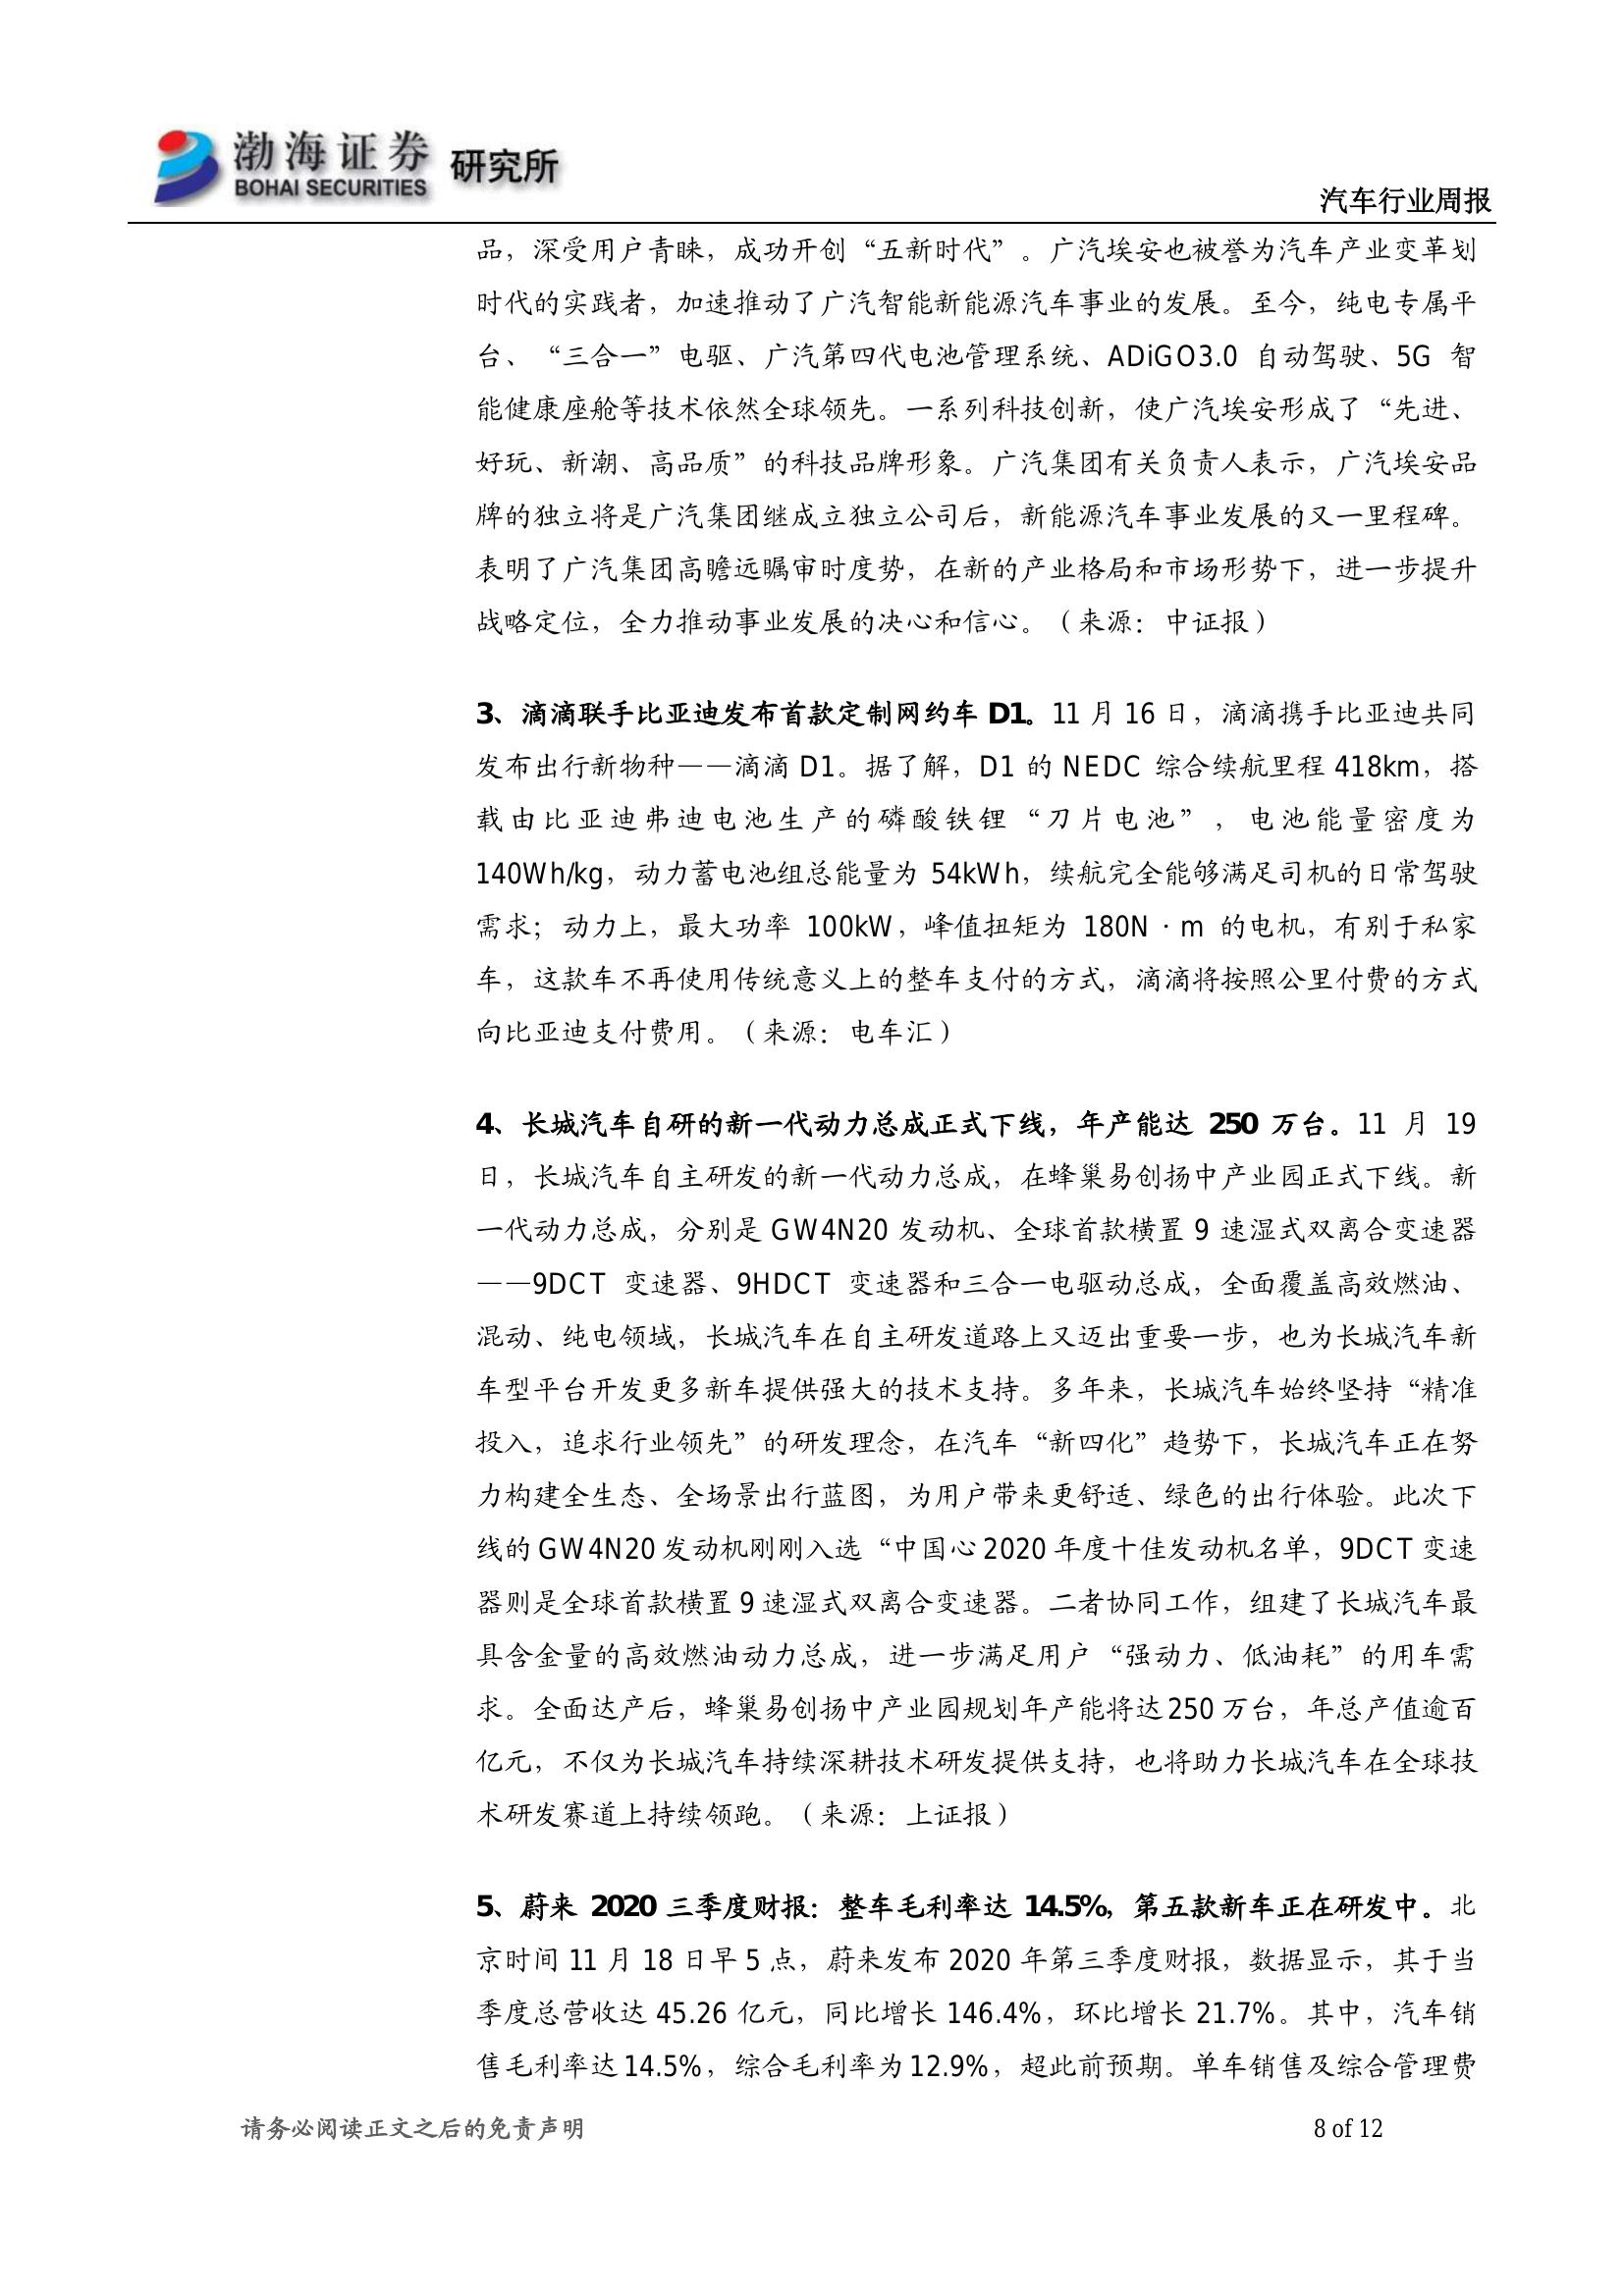 渤海证券 研究所
BOHAI SECURITIES
汽车行业周报
品，深受用户青睐，成功开创“五新时代”。广汽埃安也被誉为汽车产业变革划
时代的实践者，加速推动了广汽智能新能源汽车事业的发展。至今，纯电专属平
台、“三合一”电驱、广汽第四代电池管理系统、ADiGO3.0 自动驾驶、5G 智
能健康座舱等技术依然全球领先。一系列科技创新，使广汽埃安形成了“先进、
好玩、新潮、高品质”的科技品牌形象。广汽集团有关负责人表示，广汽埃安品
牌的独立将是广汽集团继成立独立公司后，新能源汽车事业发展的又一里程碑。
表明了广汽集团高瞻远瞩审时度势，在新的产业格局和市场形势下，进一步提升
战略定位，全力推动事业发展的决心和信心。（来源：中证报）
3、滴滴联手比亚迪发布首款定制网约车 D1。11 月 16 日，滴滴携手比亚迪共同
发布出行新物种——滴滴 D1。据了解，D1 的 NEDC 综合续航里程 418km，搭
载由比亚迪弗迪电池生产的磷酸铁锂“刀片电池”，电池能量密度为
140Wh/kg，动力蓄电池组总能量为 54kWh，续航完全能够满足司机的日常驾驶
需求；动力上，最大功率 100kW，峰值扭矩为 180N·m 的电机，有别于私家
车，这款车不再使用传统意义上的整车支付的方式，滴滴将按照公里付费的方式
向比亚迪支付费用。（来源：电车汇）
4、长城汽车自研的新一代动力总成正式下线，年产能达 250 万台。11 月 19
日，长城汽车自主研发的新一代动力总成，在蜂巢易创扬中产业园正式下线。新
一代动力总成，分别是 GW4N20 发动机、全球首款横置 9 速湿式双离合变速器
——9DCT 变速器、9HDCT 变速器和三合一电驱动总成，全面覆盖高效燃油、
混动、纯电领域，长城汽车在自主研发道路上又迈出重要一步，也为长城汽车新
车型平台开发更多新车提供强大的技术支持。多年来，长城汽车始终坚持“精准
投入，追求行业领先”的研发理念，在汽车“新四化”趋势下，长城汽车正在努
力构建全生态、全场景出行蓝图，为用户带来更舒适、绿色的出行体验。此次下
线的 GW4N20 发动机刚刚入选“中国心 2020 年度十佳发动机名单，9DCT 变速
器则是全球首款横置 9 速湿式双离合变速器。二者协同工作，组建了长城汽车最
具含金量的高效燃油动力总成，进一步满足用户“强动力、低油耗”的用车需
求。全面达产后，蜂巢易创扬中产业园规划年产能将达 250 万台，年总产值逾百
亿元，不仅为长城汽车持续深耕技术研发提供支持，也将助力长城汽车在全球技
术研发赛道上持续领跑。（来源：上证报）
5、蔚来 2020 三季度财报：整车毛利率达 14.5%，第五款新车正在研发中。北
京时间 11 月 18 日早 5 点，蔚来发布 2020 年第三季度财报，数据显示，其于当
季度总营收达 45.26 亿元，同比增长 146.4%，环比增长 21.7%。其中，汽车销
售毛利率达 14.5%，综合毛利率为 12.9%，超此前预期。单车销售及综合管理费
请务必阅读正文之后的免责声明
8 of 12